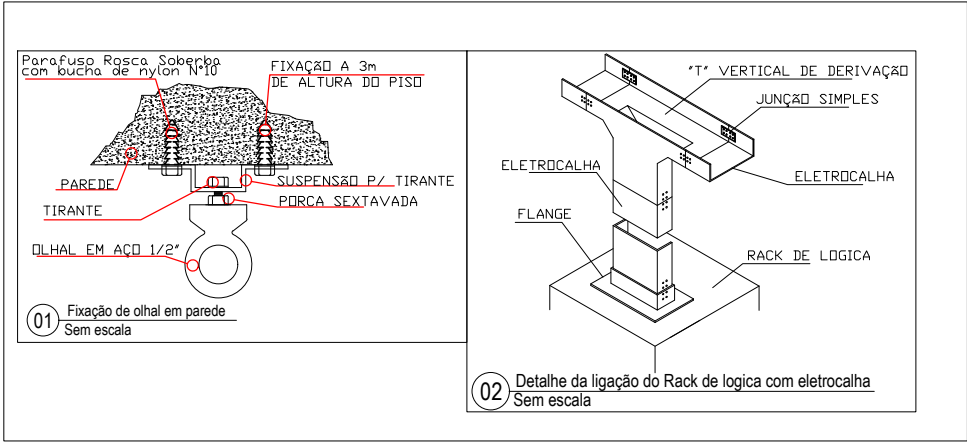 Parafuso Rosca Soberba
com bucha de nylon Nº10
FIXAÇÃO A 3m
DE ALTURA DO PISO
PAREDE
TIRANTE
SUSPENSÃO P/ TIRANTE
PORCA SEXTAVADA
OLHAL EM AÇO 1/2"
01
Fixação de olhal em parede
Sem escala
"T" VERTICAL DE DERIVAÇÃO
JUNÇÃO SIMPLES
ELETROCALHA
ELETROCALHA
FLANGE
RACK DE LOGICA
02
Detalhe da ligação do Rack de logica com eletrocalha
Sem escala